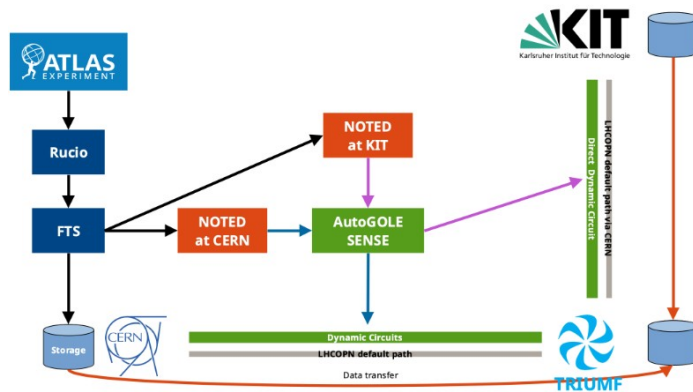 ATLAS
EXPERIMENT
KIT
Karlsruher Institut für Technologie
NOTED
at KIT
Rucio
Direct Dynamic Circuit
LHCOPN default path via CERN
FTS
NOTED
at CERN
AutoGOLE
SENSE
Storage
CERN
Dynamic Circuits
LHCOPN default path
Data transfer
TRIUMF